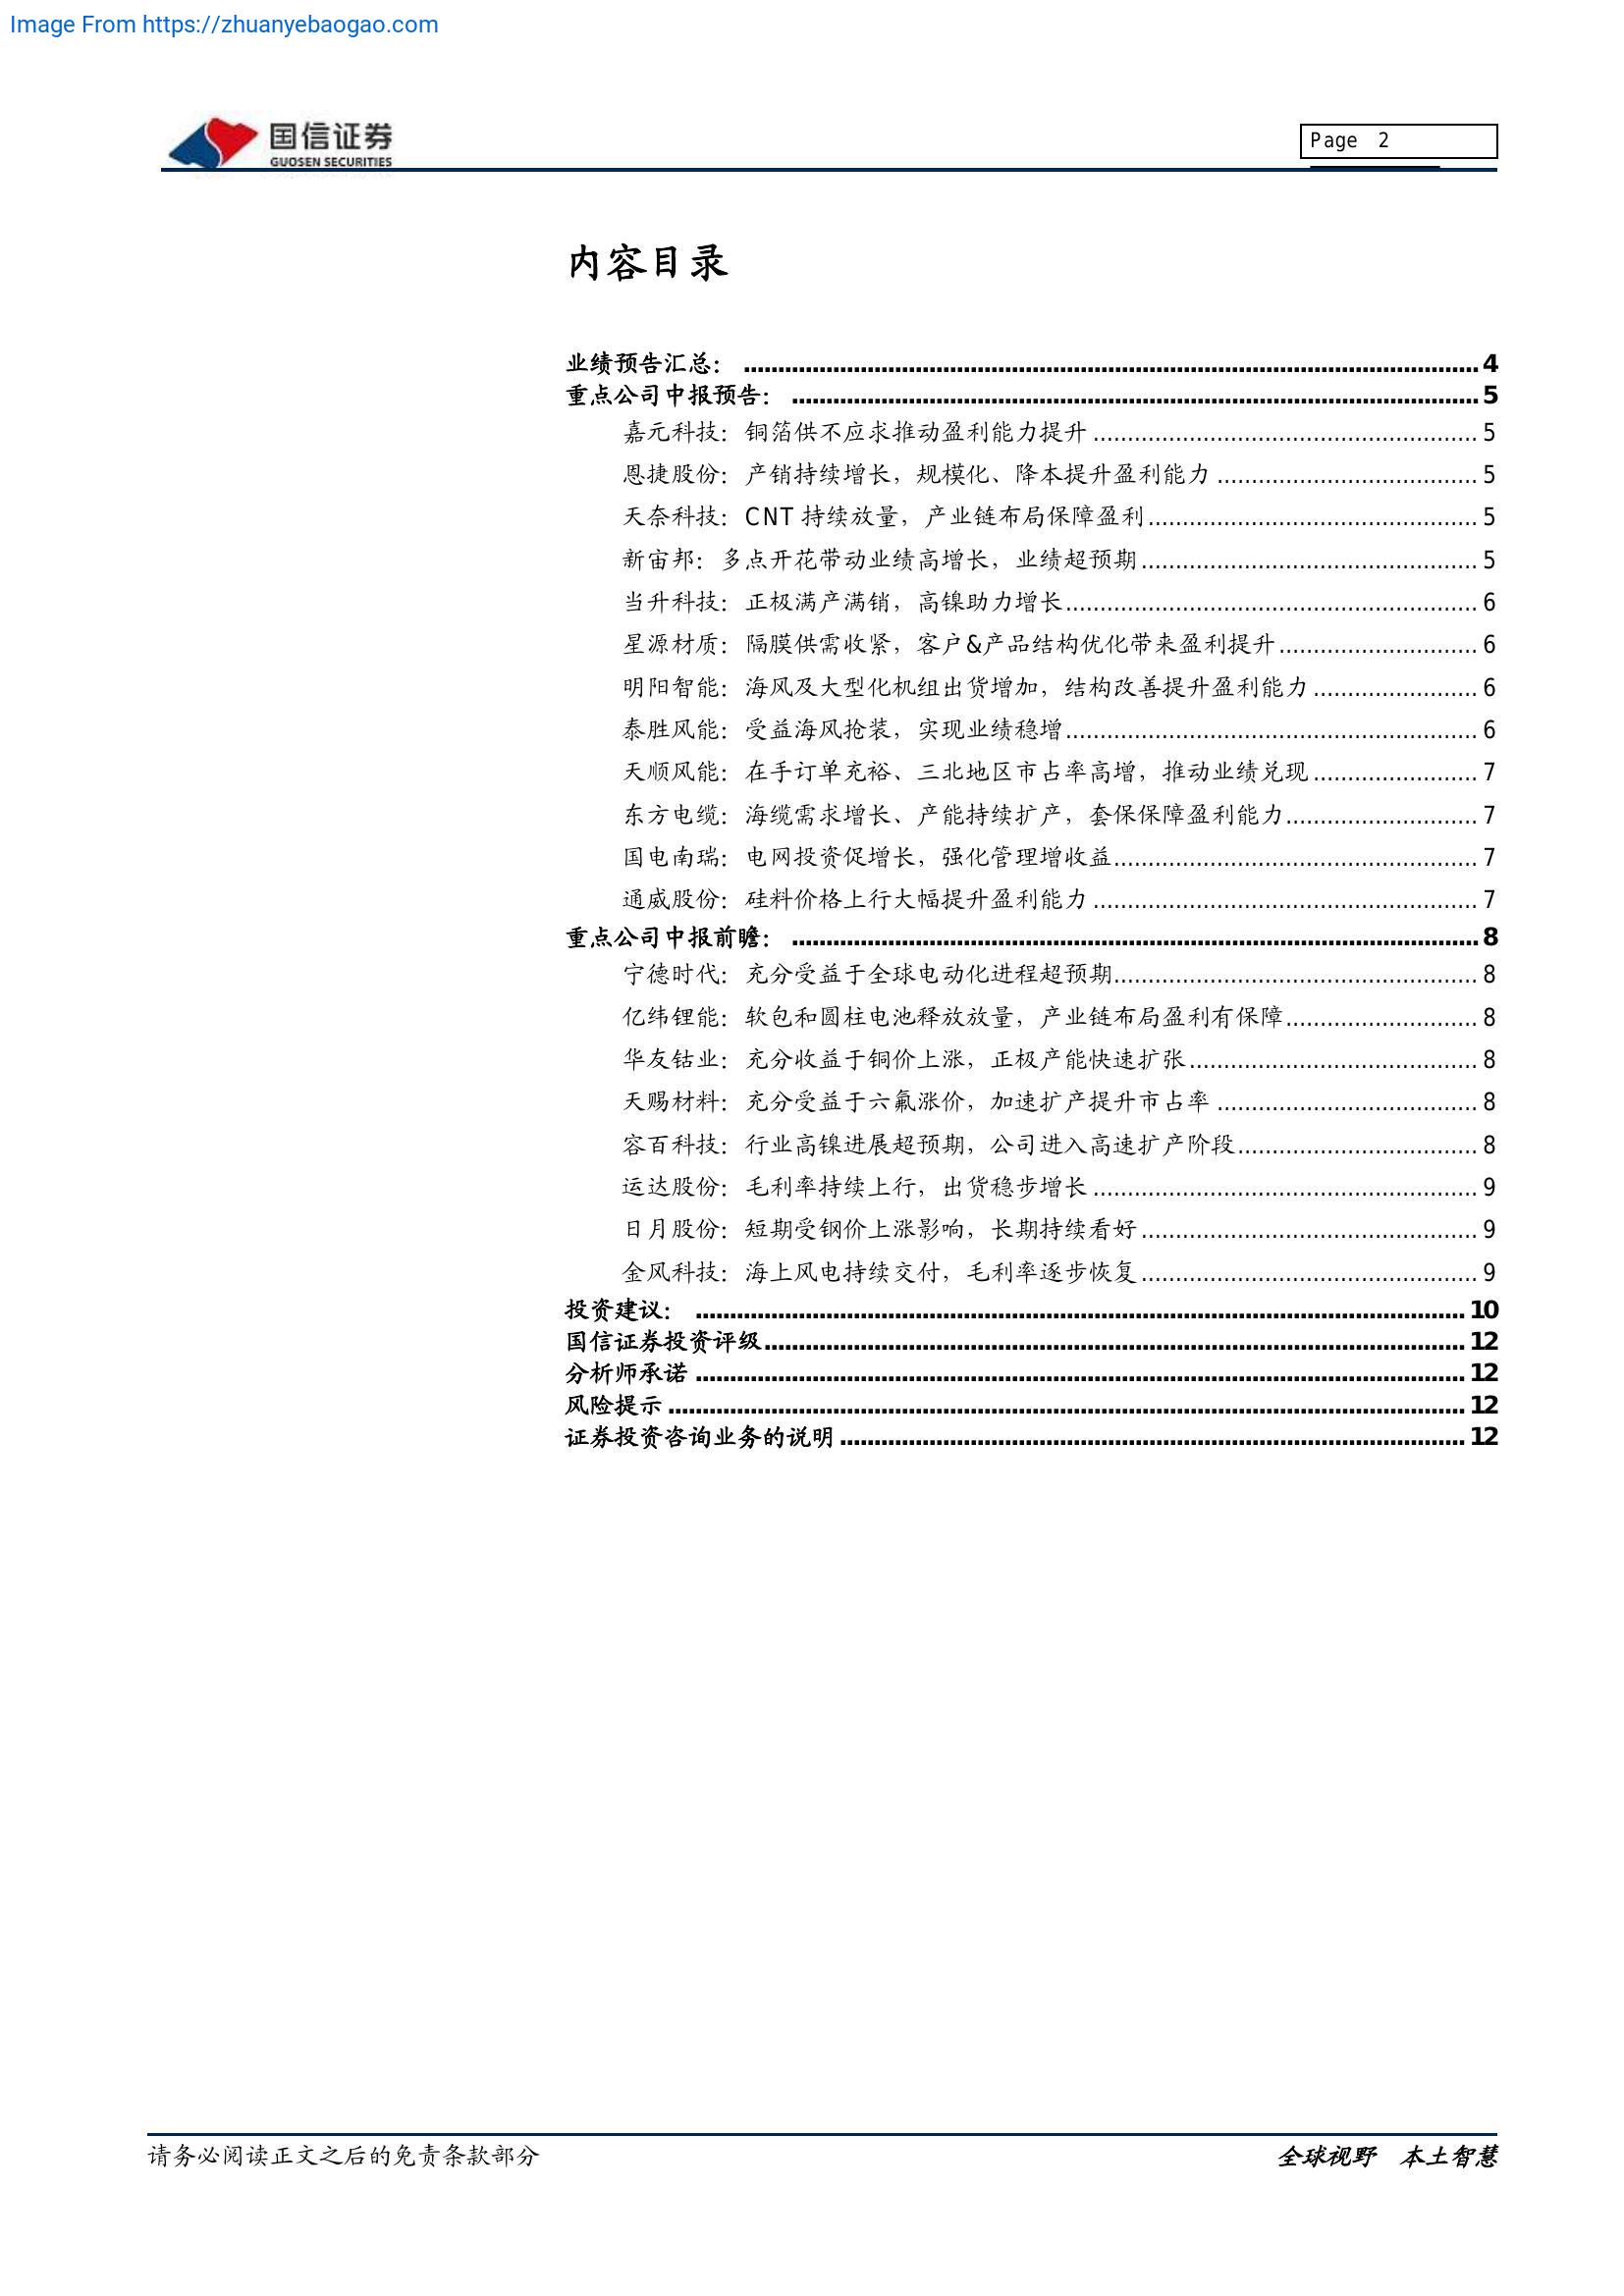 Image From https://zhuanyebaogao.com
国信证券
GUOSEN SECURITIES
Page 2
内容目录
业绩预告汇总： ........ 4
重点公司中报预告： ........ 5
嘉元科技：铜箔供不应求推动盈利能力提升 ........ 5
恩捷股份：产销持续增长，规模化、降本提升盈利能力 ........ 5
天奈科技：CNT 持续放量，产业链布局保障盈利 ........ 5
新宙邦：多点开花带动业绩高增长，业绩超预期 ........ 5
当升科技：正极满产满销，高镍助力增长 ........ 6
星源材质：隔膜供需收紧，客户&产品结构优化带来盈利提升 ........ 6
明阳智能：海风及大型化机组出货增加，结构改善提升盈利能力 ........ 6
泰胜风能：受益海风抢装，实现业绩稳增 ........ 6
天顺风能：在手订单充裕、三北地区市占率高增，推动业绩兑现 ........ 7
东方电缆：海缆需求增长、产能持续扩产，套保保障盈利能力 ........ 7
国电南瑞：电网投资促增长，强化管理增收益 ........ 7
通威股份：硅料价格上行大幅提升盈利能力 ........ 7
重点公司中报前瞻： ........ 8
宁德时代：充分受益于全球电动化进程超预期 ........ 8
亿纬锂能：软包和圆柱电池释放放量，产业链布局盈利有保障 ........ 8
华友钴业：充分收益于铜价上涨，正极产能快速扩张 ........ 8
天赐材料：充分受益于六氟涨价，加速扩产提升市占率 ........ 8
容百科技：行业高镍进展超预期，公司进入高速扩产阶段 ........ 8
运达股份：毛利率持续上行，出货稳步增长 ........ 9
日月股份：短期受钢价上涨影响，长期持续看好 ........ 9
金风科技：海上风电持续交付，毛利率逐步恢复 ........ 9
投资建议： ........ 10
国信证券投资评级 ........ 12
分析师承诺 ........ 12
风险提示 ........ 12
证券投资咨询业务的说明 ........ 12
请务必阅读正文之后的免责条款部分
全球视野 本土智慧